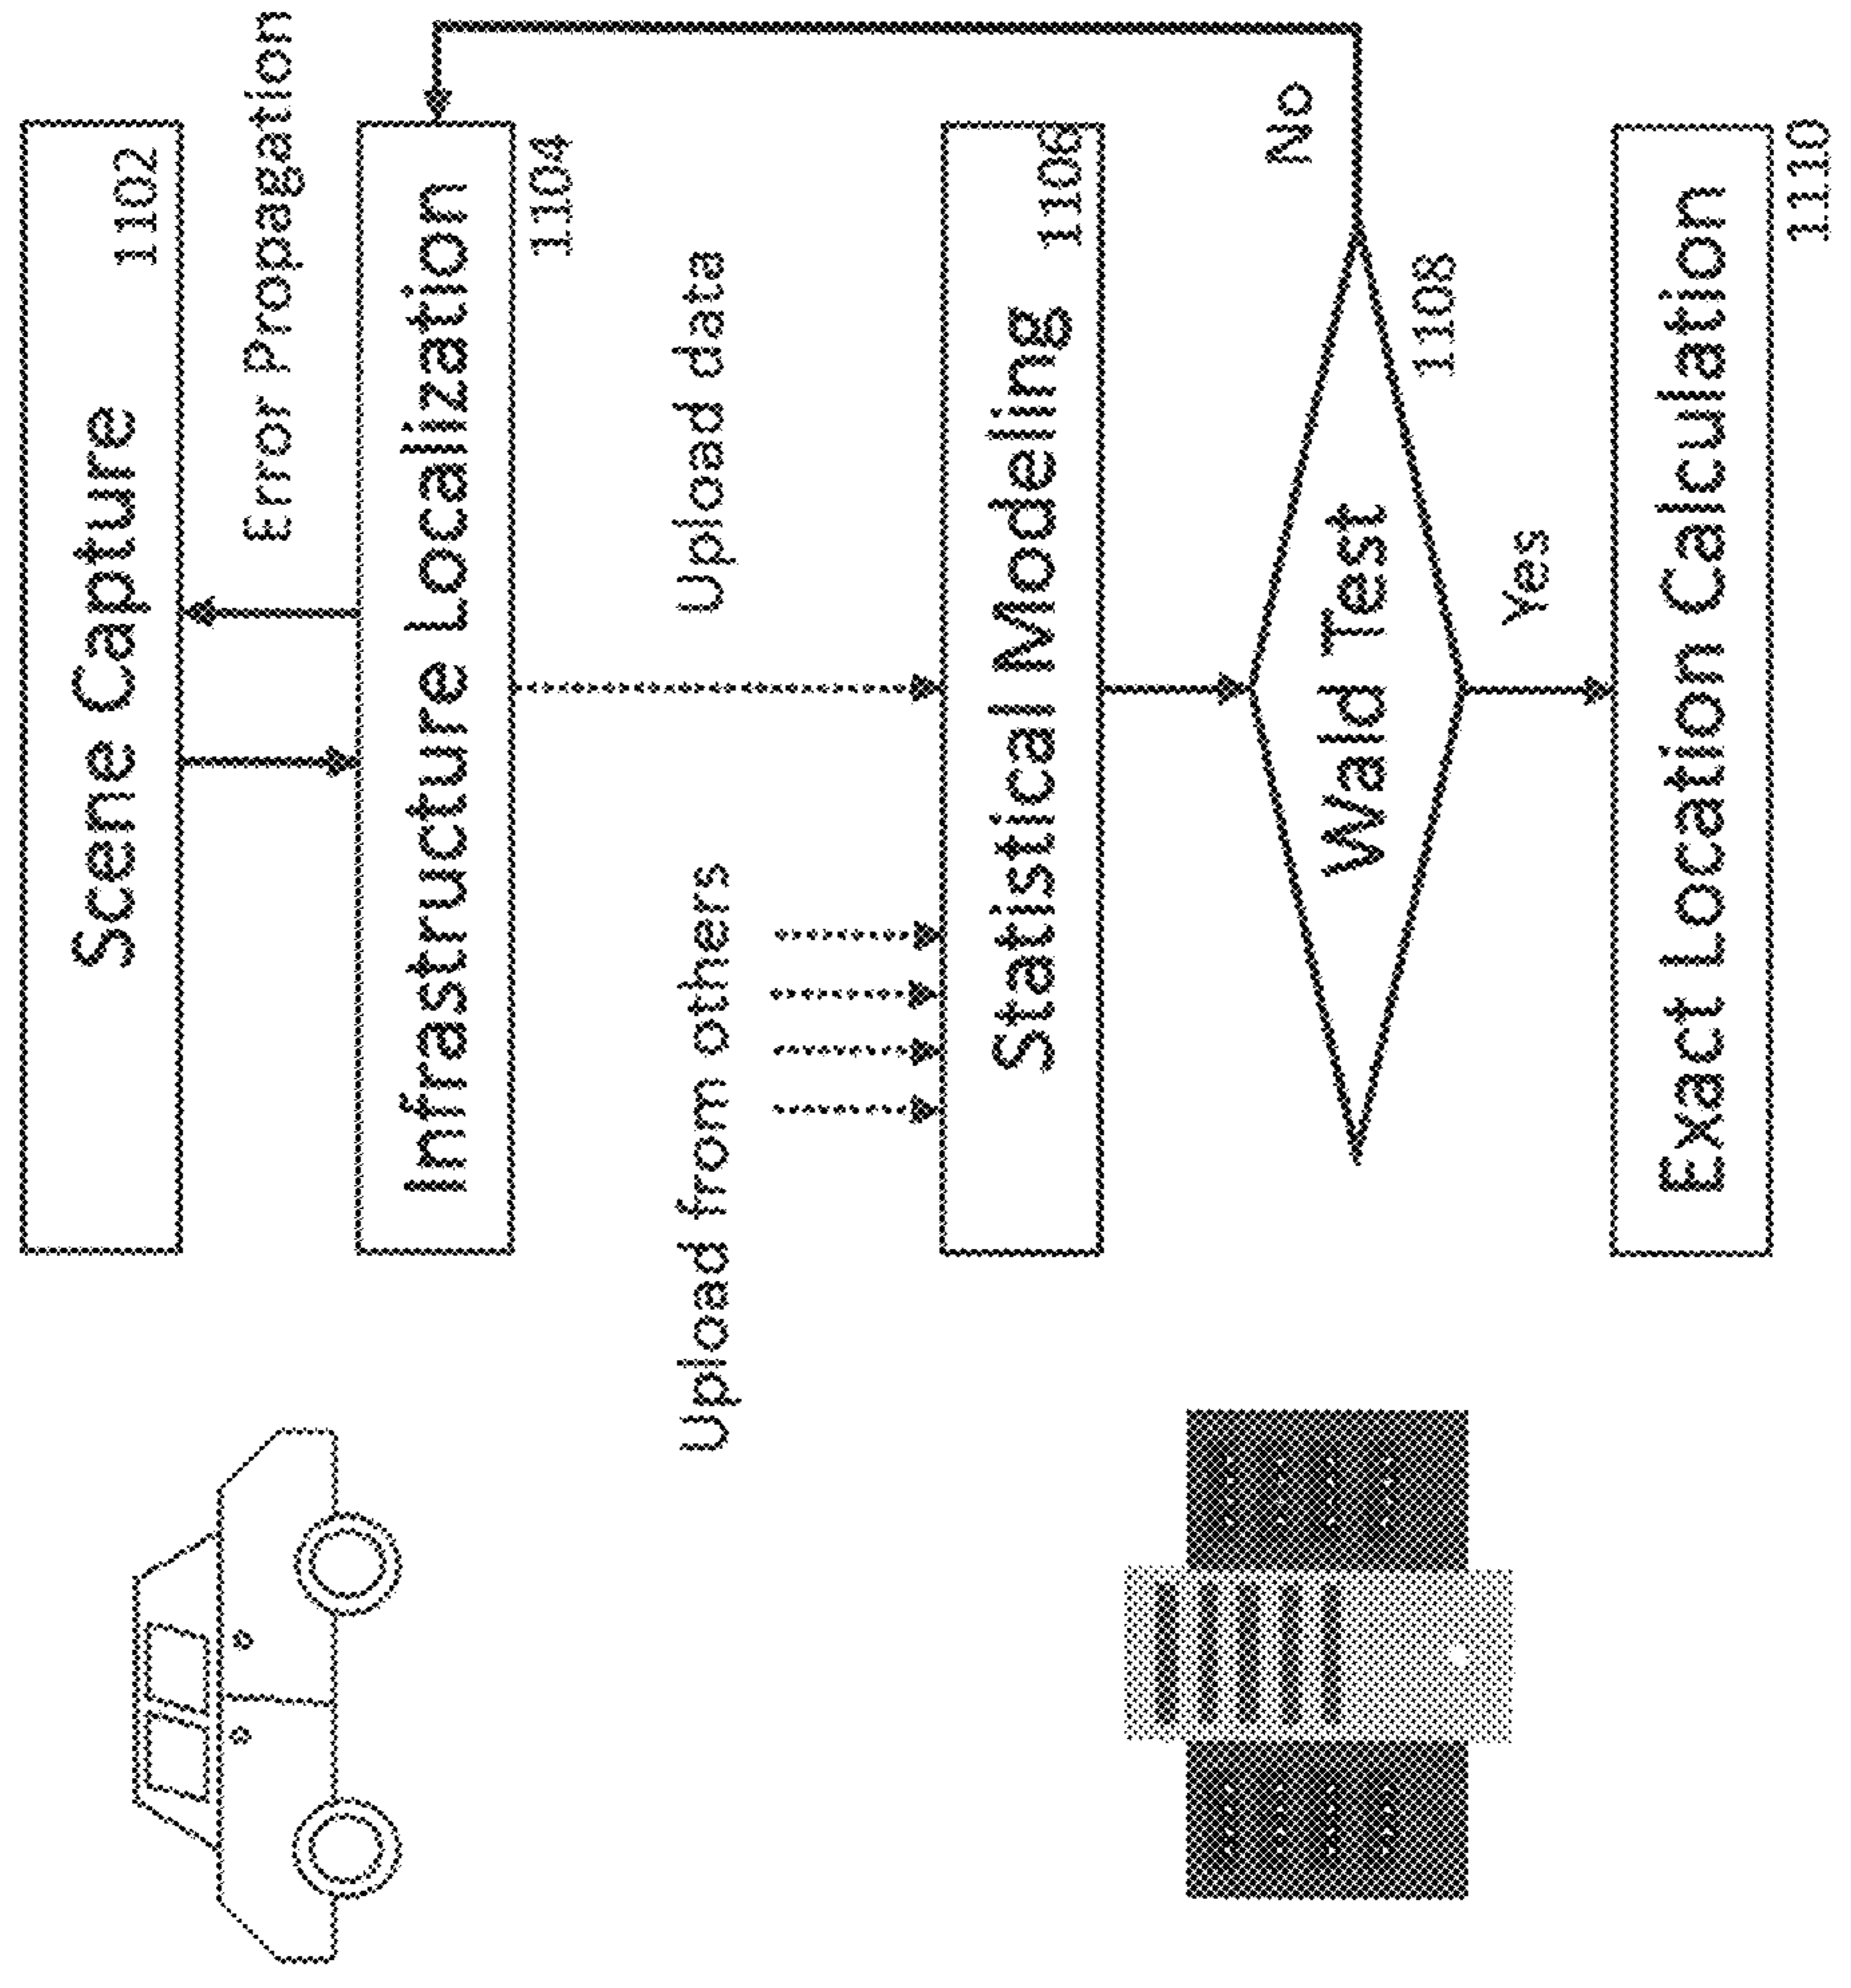 Scene Capture
1102
Error Propagation
Infrastructure Localization
1104
Upload data
Upload from others
Statistical Modeling
1106
No
Wald Test
1108
Yes
Exact Location Calculation
1110